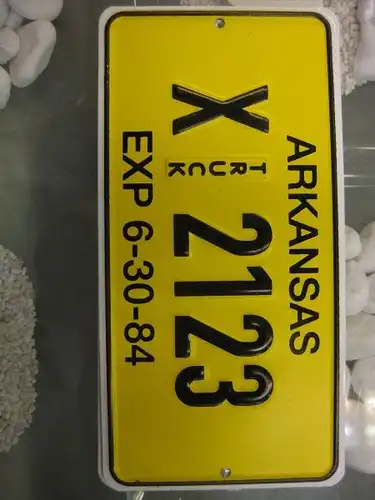 ARKANSAS
X TRUCK 2123
EXP 6-30-84